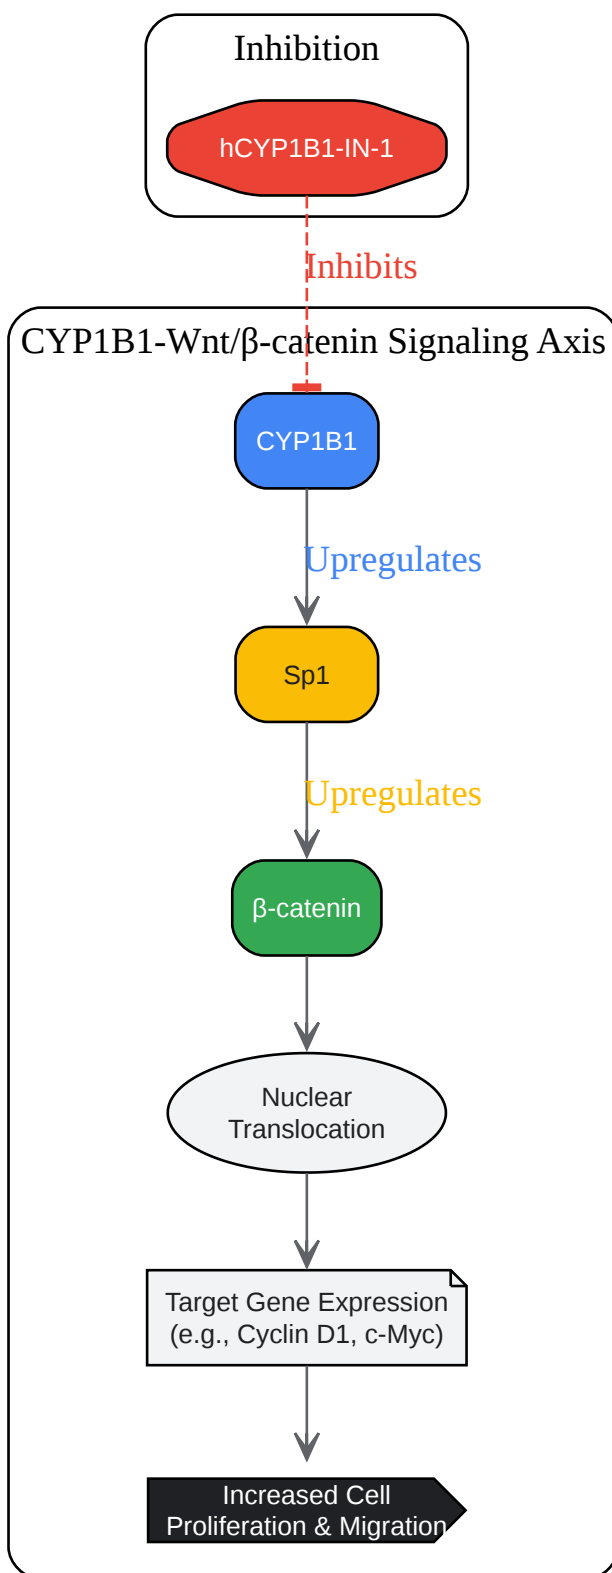 Inhibition
hCYP1B1-IN-1
Inhibits
CYP1B1-Wnt/β-catenin Signaling Axis
CYP1B1
Upregulates
Sp1
Upregulates
β-catenin
Nuclear
Translocation
Target Gene Expression
(e.g., Cyclin D1, c-Myc)
Increased Cell
Proliferation & Migration